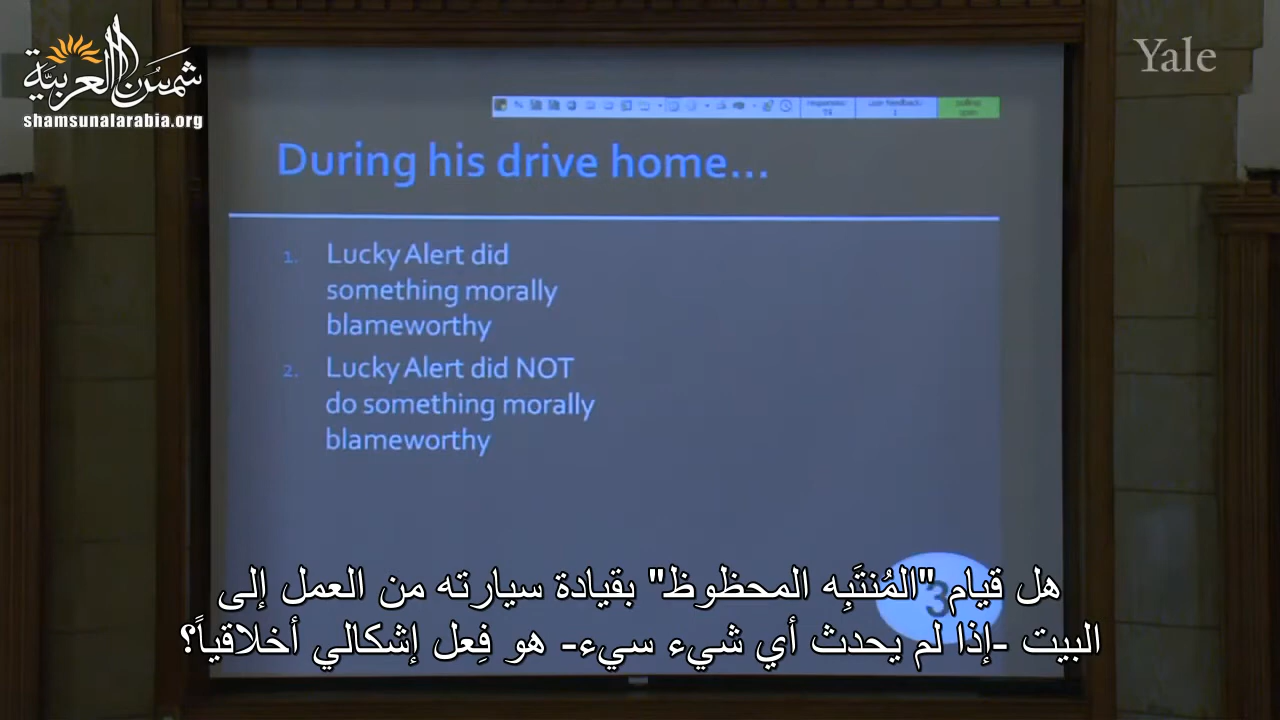 شمس العربية
shamsunalarabia.org
Yale
During his drive home...
1. Lucky Alert did
something morally
blameworthy
2. Lucky Alert did NOT
do something morally
blameworthy
3
هل قيام "المُنتَبِه المحظوظ" بقيادة سيارته من العمل إلى
البيت -إذا لم يحدث أي شيء سيء- هو فِعل إشكالي أخلاقياً؟